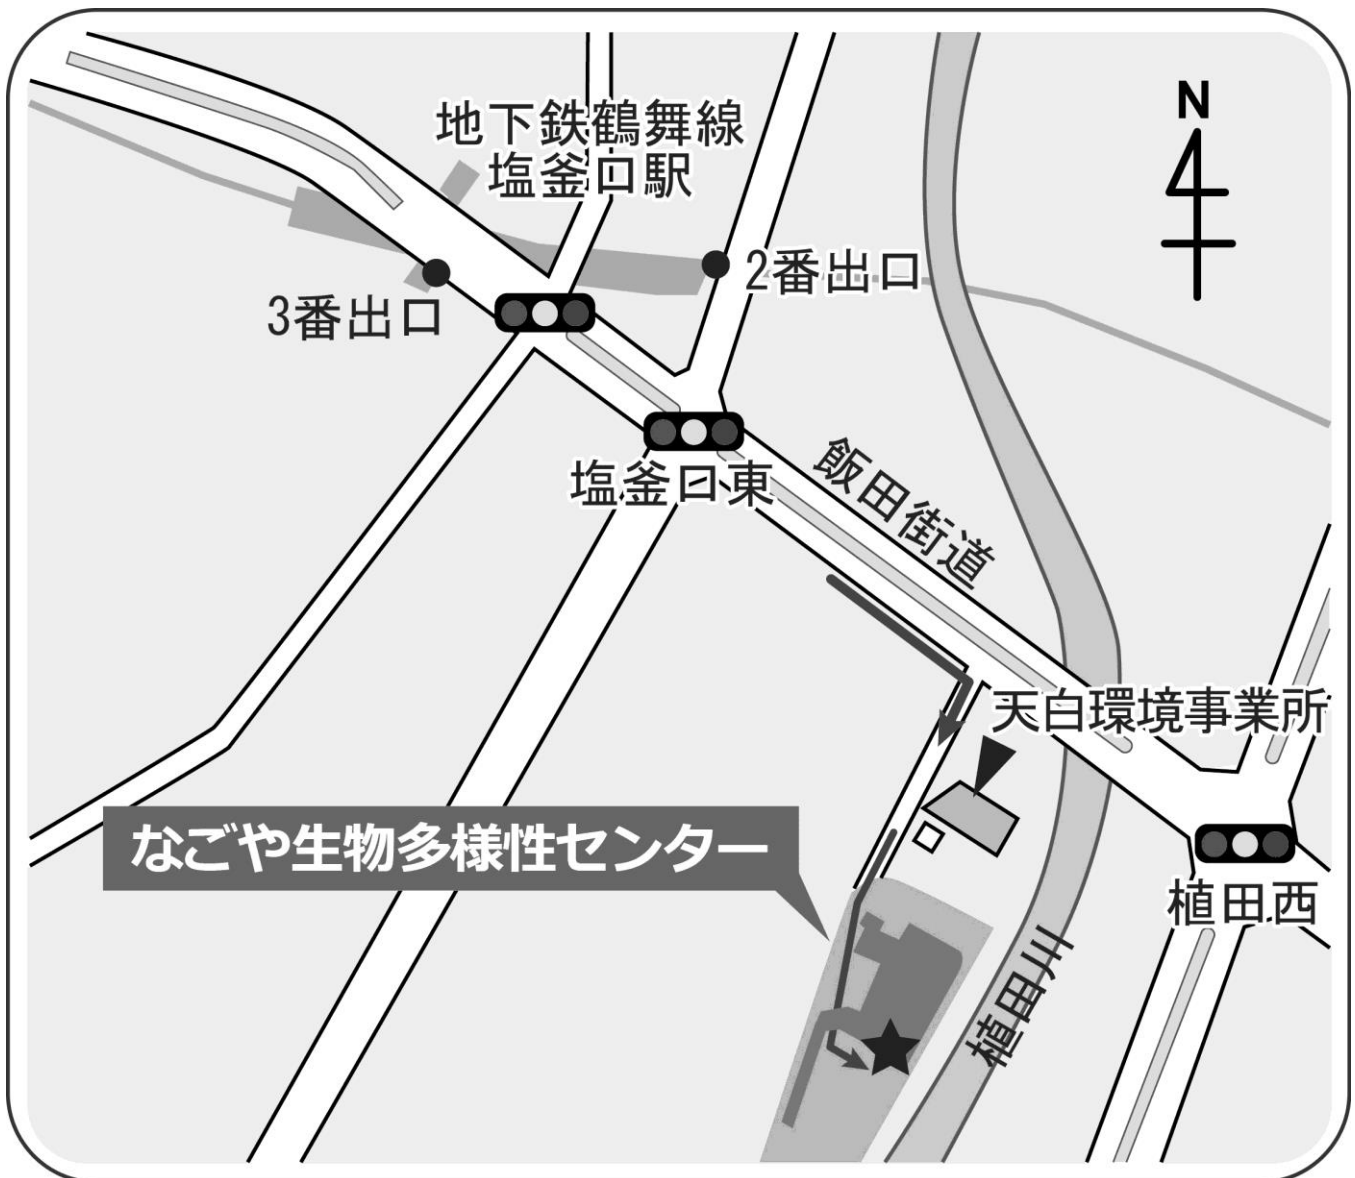 N
地下鉄鶴舞線
塩釜口駅
2番出口
3番出口
塩釜口東
飯田街道
天白環境事業所
なごや生物多様性センター
植田西
植田川